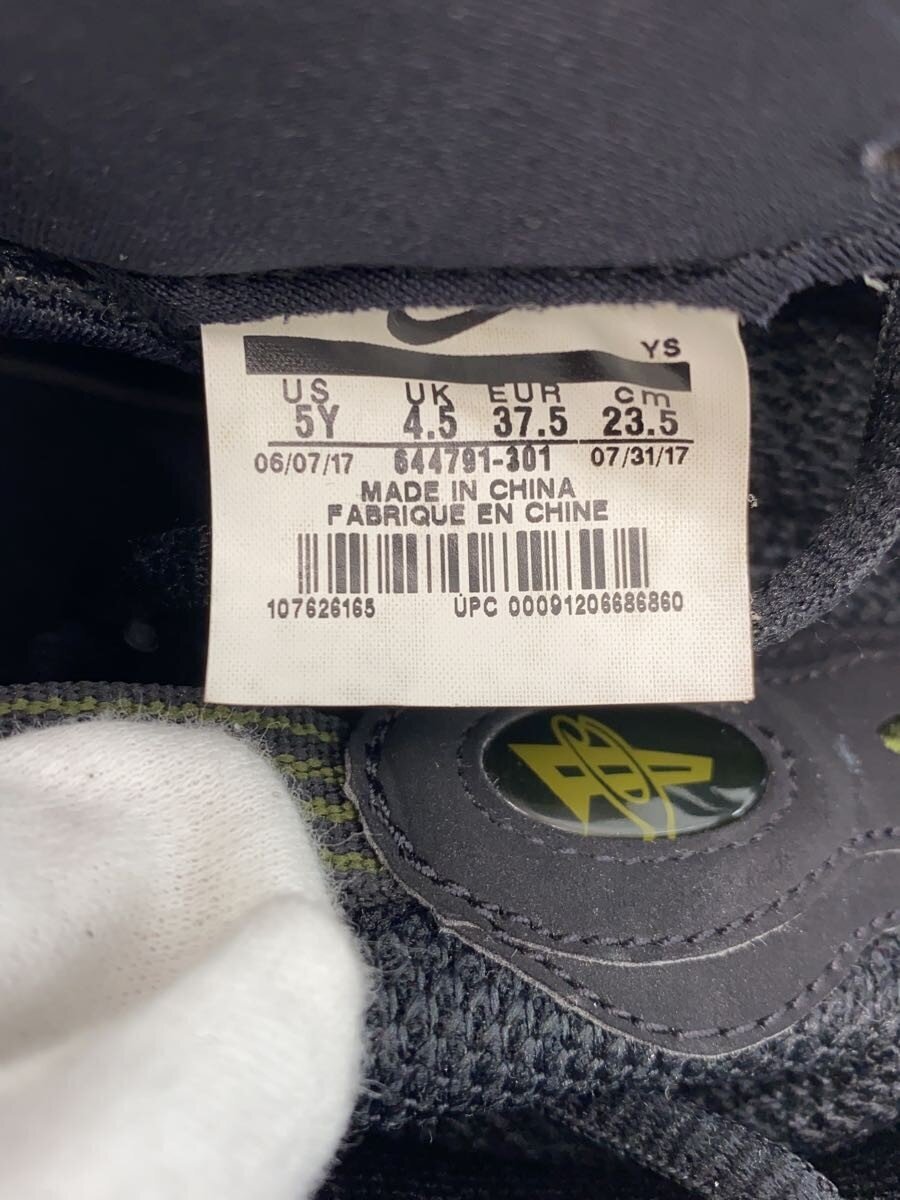 YS
US UK EUR cm
5Y 4.5 37.5 23.5
06/07/17 644791-301 07/31/17
MADE IN CHINA
FABRIQUE EN CHINE
107626165 UPC 00091206686860